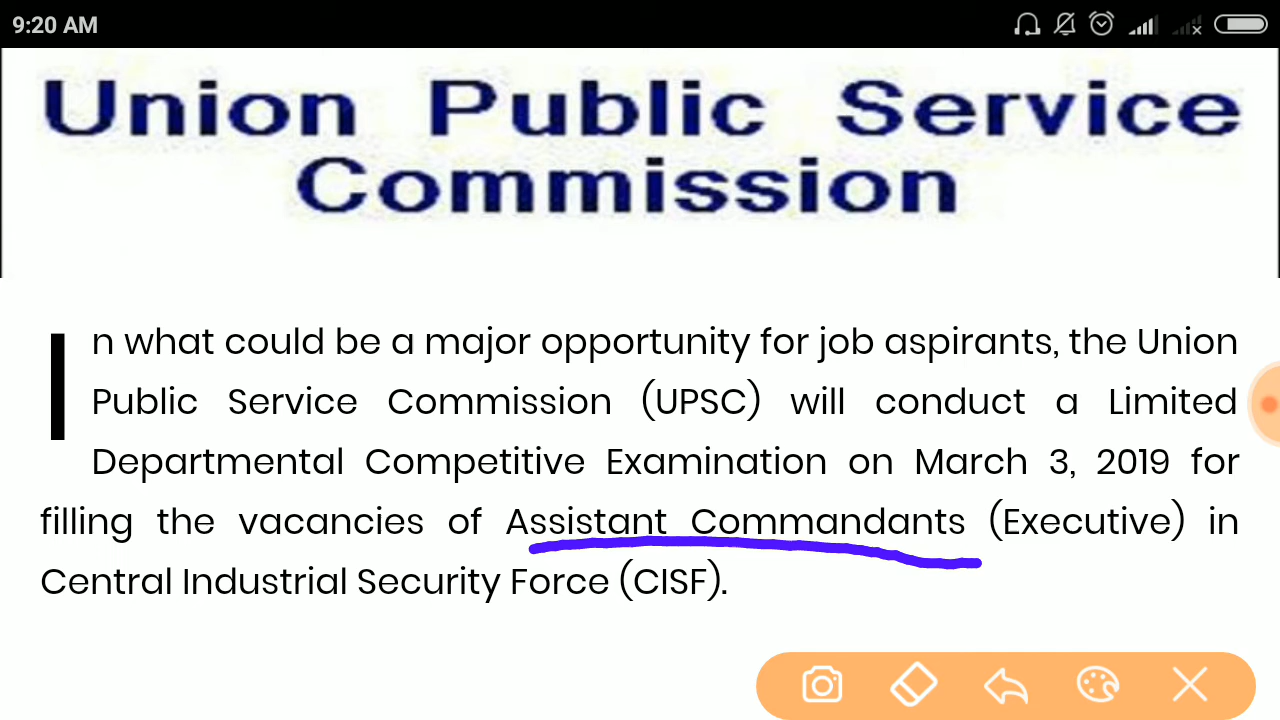 9:20 AM
Union Public Service
Commission
In what could be a major opportunity for job aspirants, the Union
Public Service Commission (UPSC) will conduct a Limited
Departmental Competitive Examination on March 3, 2019 for
filling the vacancies of Assistant Commandants (Executive) in
Central Industrial Security Force (CISF).